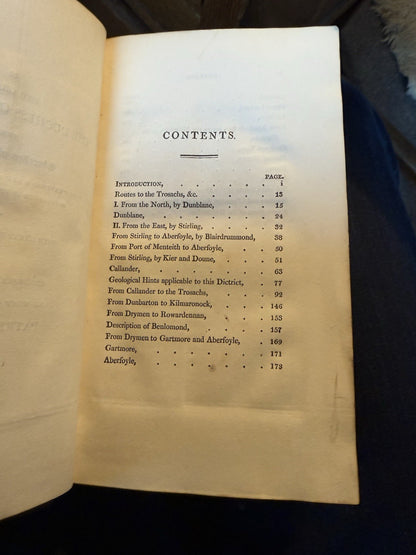 CONTENTS.
PAGE.
INTRODUCTION, . . . . . . i
Routes to the Trosachs, &c. . . . . 13
I. From the North, by Dunblane, . . . 15
Dunblane, . . . . . . . 24
II. From the East, by Stirling, . . . . 32
From Stirling to Aberfoyle, by Blairdrummond, 38
From Port of Menteith to Aberfoyle, . . 50
From Stirling, by Kier and Doune, . . . 51
Callander, . . . . . . . 63
Geological Hints applicable to this District, . 77
From Callander to the Trosachs, . . . 92
From Dunbarton to Kilmaronock, . . . 146
From Drymen to Rowardennan, . . . 153
Description of Benlomond, . . . . 157
From Drymen to Gartmore and Aberfoyle, . 169
Gartmore, . . . . . . 171
Aberfoyle, . . . . . . 173